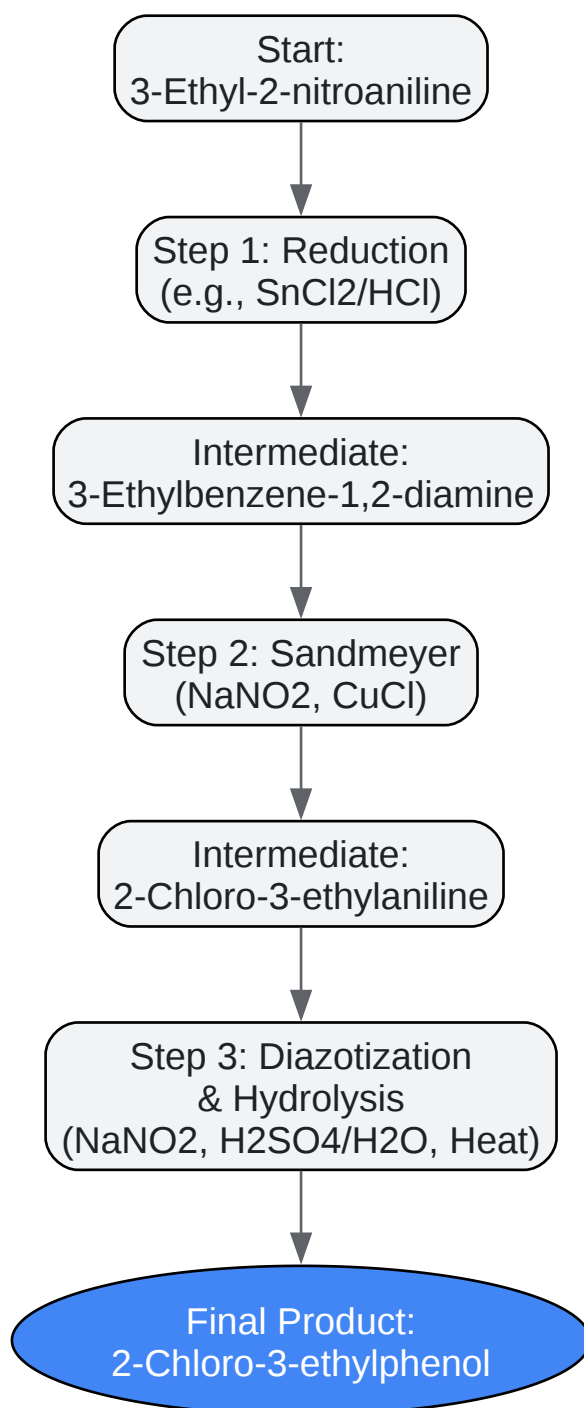 Start:
3-Ethyl-2-nitroaniline
Step 1: Reduction
(e.g., SnCl2/HCl)
Intermediate:
3-Ethylbenzene-1,2-diamine
Step 2: Sandmeyer
(NaNO2, CuCl)
Intermediate:
2-Chloro-3-ethylaniline
Step 3: Diazotization
& Hydrolysis
(NaNO2, H2SO4/H2O, Heat)
Final Product:
2-Chloro-3-ethylphenol